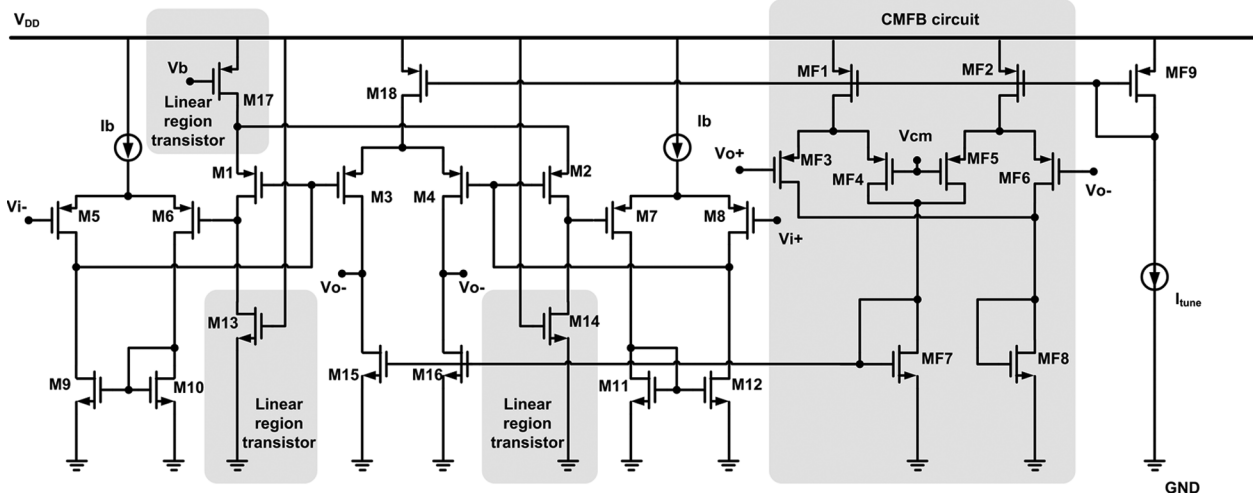 V_DD
CMFB circuit
Vb
M17
Linear
region
transistor
M18
MF1
MF2
MF9
Ib
Ib
Vcm
M1
M3
M4
M2
Vo+
MF3
MF4
MF5
MF6
Vo-
Vi-
M5
M6
M7
M8
Vi+
Vo-
Vo-
I_tune
M13
M14
M9
M10
M15
M16
M11
M12
MF7
MF8
Linear
region
transistor
Linear
region
transistor
GND